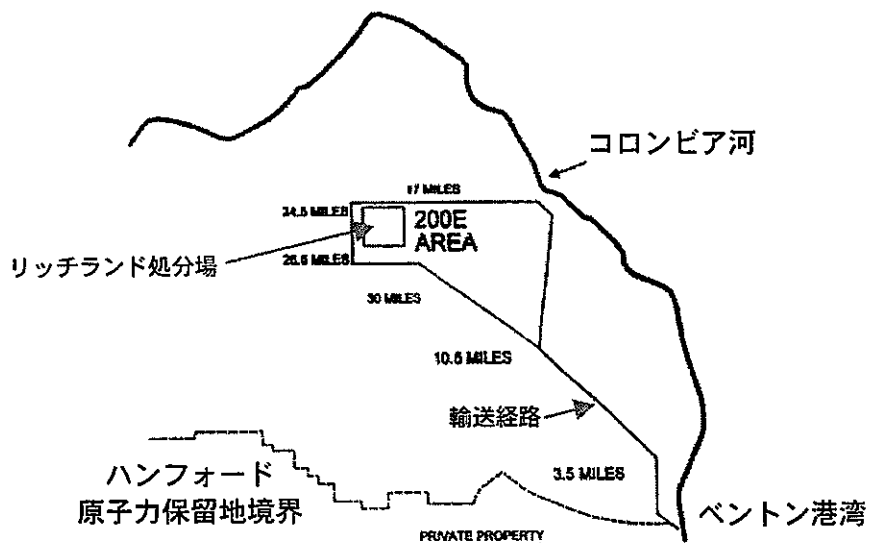 コロンビア河
17 MILES
24.5 MILES
200E
AREA
リッチランド処分場
26.5 MILES
30 MILES
10.5 MILES
輸送経路
3.5 MILES
ハンフォード
原子力保留地境界
ベントン港湾
PRIVATE PROPERTY